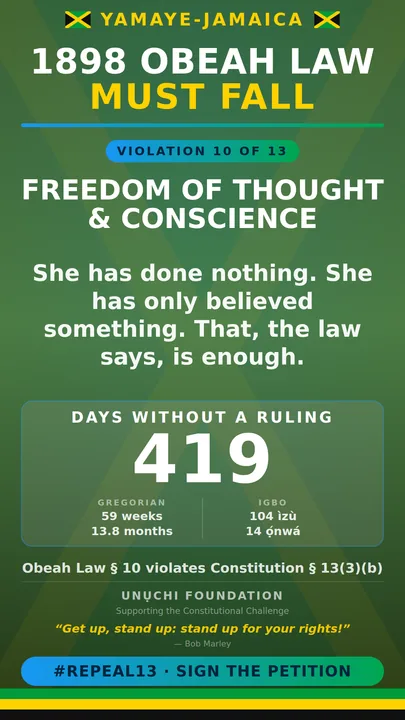 YAMAYE-JAMAICA
1898 OBEAH LAW
MUST FALL
VIOLATION 10 OF 13
FREEDOM OF THOUGHT
& CONSCIENCE
She has done nothing. She
has only believed
something. That, the law
says, is enough.
DAYS WITHOUT A RULING
419
GREGORIAN
59 weeks
13.8 months
IGBO
104 ìzù
14 ọ́nwá
Obeah Law § 10 violates Constitution § 13(3)(b)
UNỤCHI FOUNDATION
Supporting the Constitutional Challenge
“Get up, stand up: stand up for your rights!”
— Bob Marley
#REPEAL13 · SIGN THE PETITION